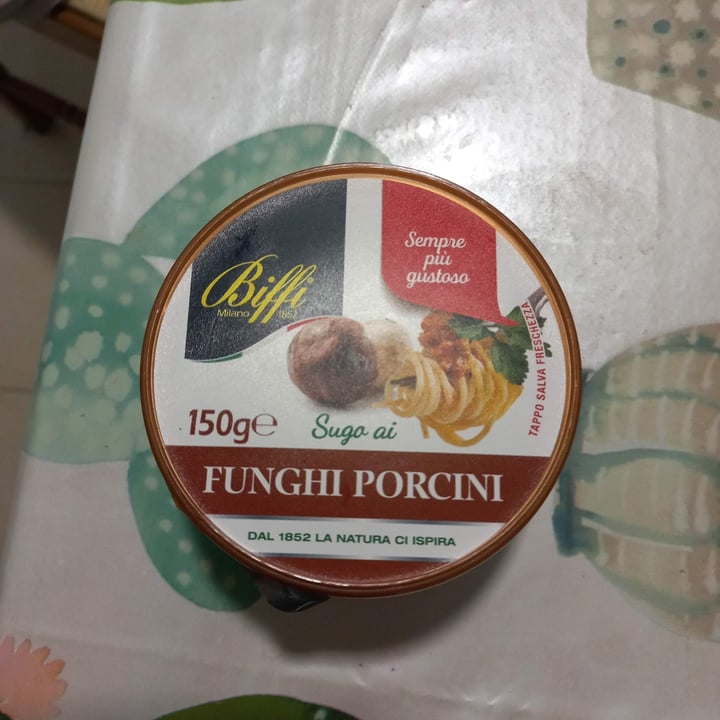 Biffi
Milano 1852
Sempre
più
gustoso
TAPPO SALVA FRESCHEZZA
150g℮
Sugo ai
FUNGHI PORCINI
DAL 1852 LA NATURA CI ISPIRA